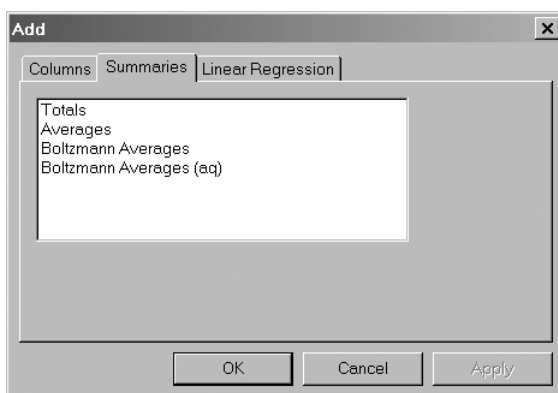 Add
Columns Summaries Linear Regression
Totals
Averages
Boltzmann Averages
Boltzmann Averages (aq)
OK Cancel Apply